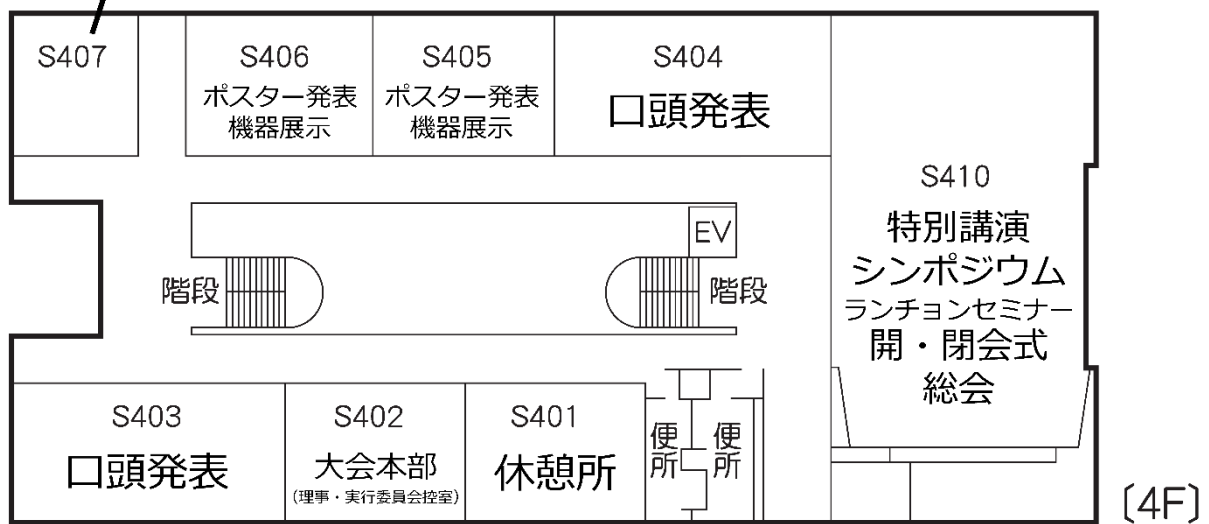 S407
S406
ポスター発表
機器展示
S405
ポスター発表
機器展示
S404
口頭発表
S410
特別講演
シンポジウム
ランチョンセミナー
開・閉会式
総会
EV
階段
階段
S403
口頭発表
S402
大会本部
(理事・実行委員会控室)
S401
休憩所
便所
便所
〔4F〕